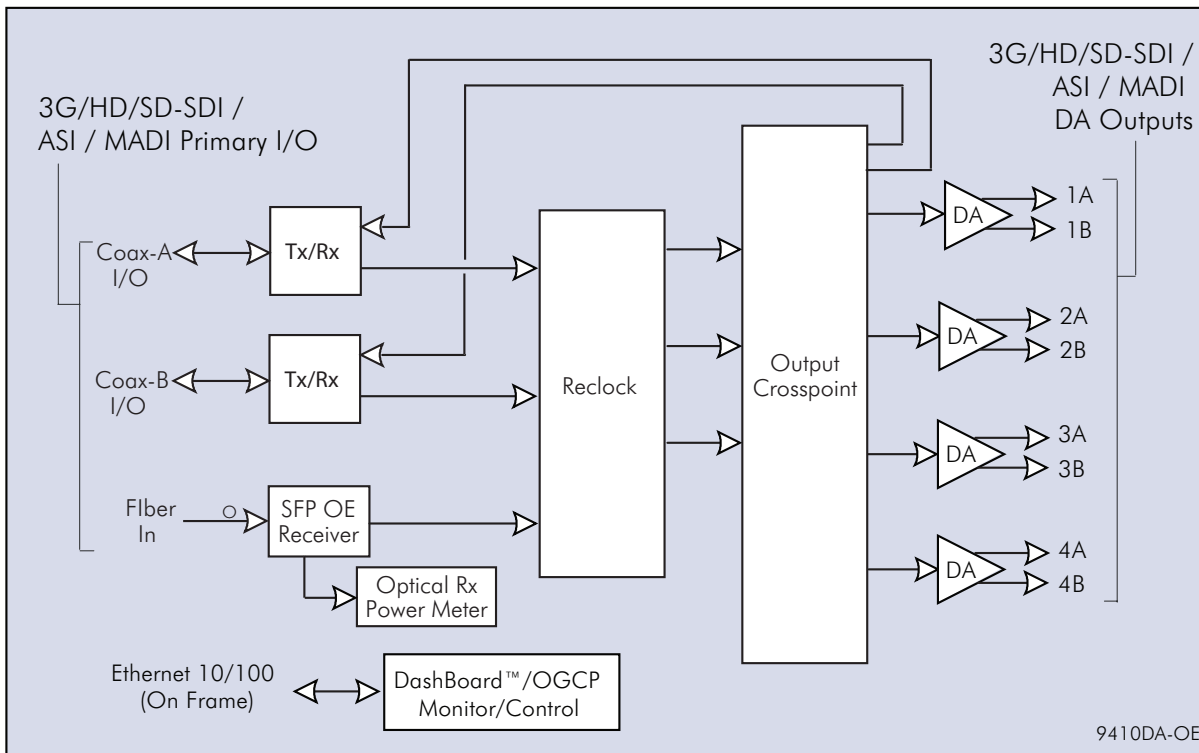 3G/HD/SD-SDI /
ASI / MADI Primary I/O
3G/HD/SD-SDI /
ASI / MADI
DA Outputs
Coax-A
I/O
Tx/Rx
Coax-B
I/O
Tx/Rx
FIber
In
SFP OE
Receiver
Optical Rx
Power Meter
Reclock
Output
Crosspoint
DA
1A
1B
DA
2A
2B
DA
3A
3B
DA
4A
4B
Ethernet 10/100
(On Frame)
DashBoard™/OGCP
Monitor/Control
9410DA-OE